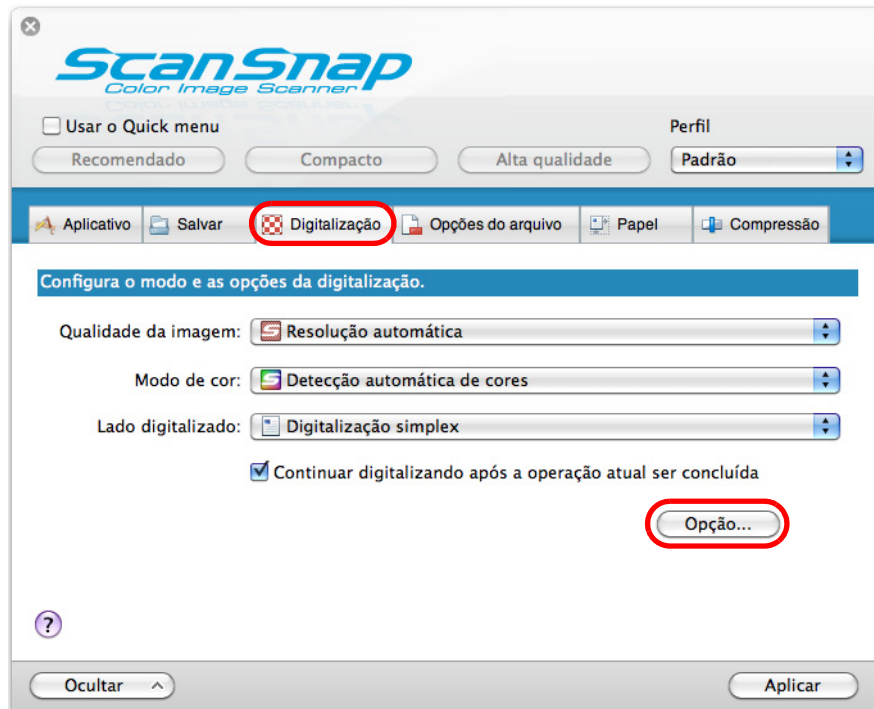 ScanSnap
Color Image Scanner
Usar o Quick menu
Perfil
Recomendado Compacto Alta qualidade Padrão
Aplicativo Salvar Digitalização Opções do arquivo Papel Compressão
Configura o modo e as opções da digitalização.
Qualidade da imagem: Resolução automática
Modo de cor: Detecção automática de cores
Lado digitalizado: Digitalização simplex
Continuar digitalizando após a operação atual ser concluída
Opção...
?
Ocultar Aplicar